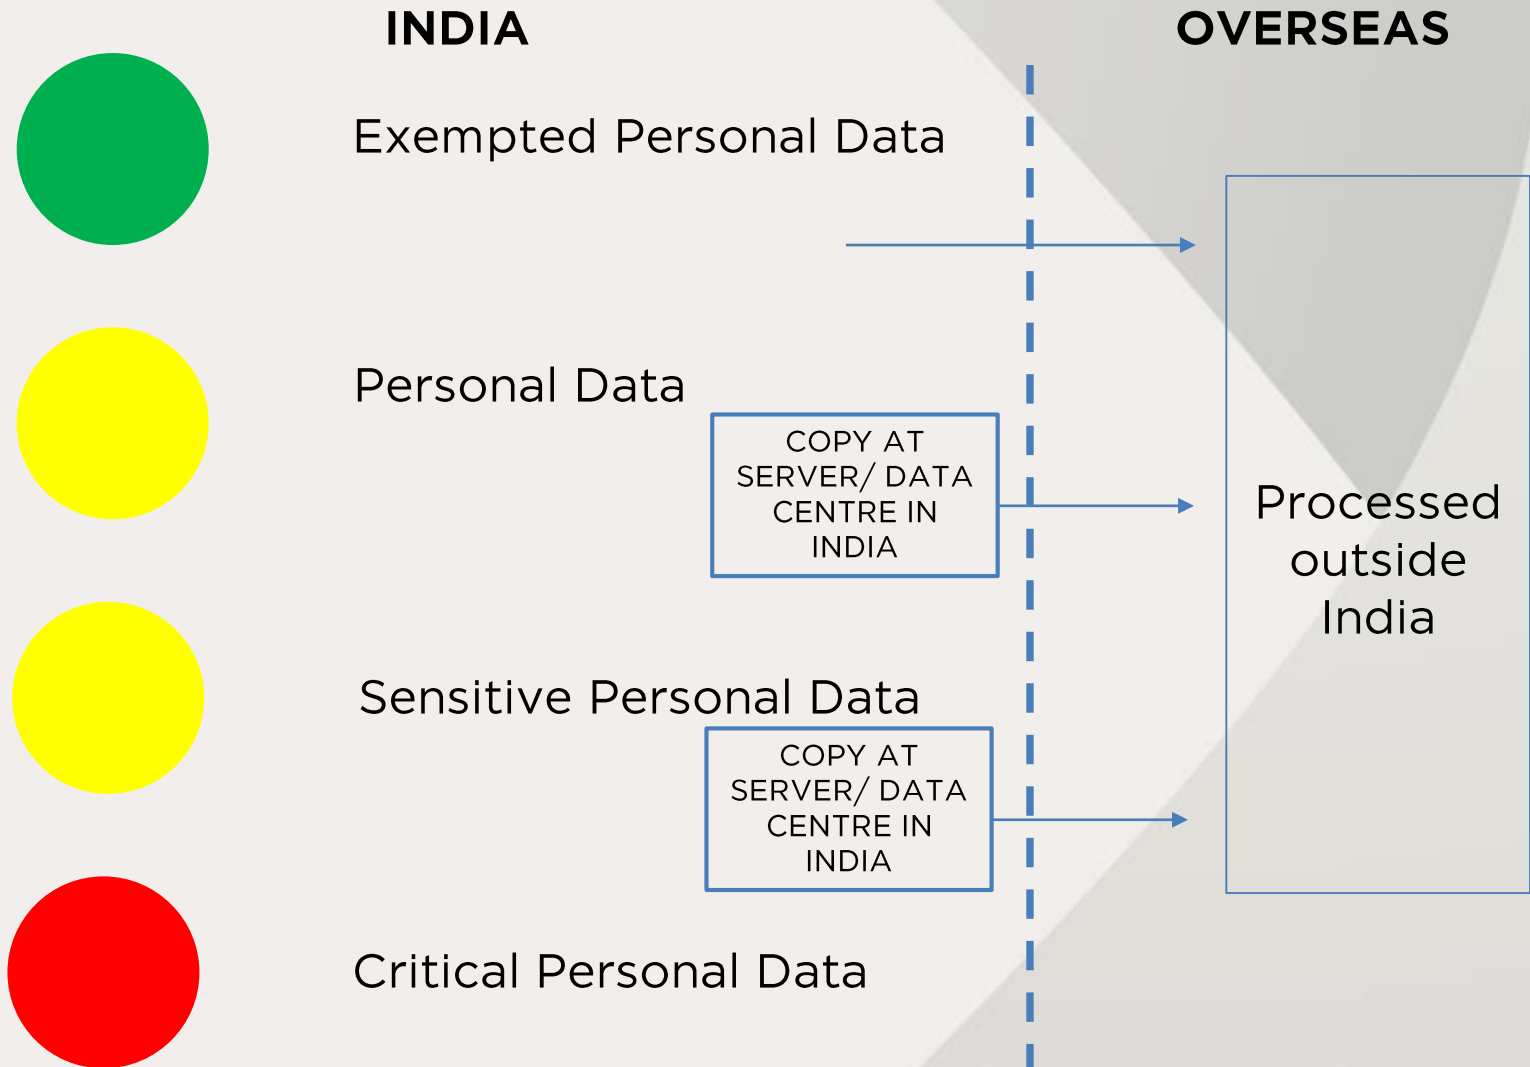 INDIA
OVERSEAS
Exempted Personal Data
Personal Data
COPY AT
SERVER/ DATA
CENTRE IN
INDIA
Processed
outside
India
Sensitive Personal Data
COPY AT
SERVER/ DATA
CENTRE IN
INDIA
Critical Personal Data